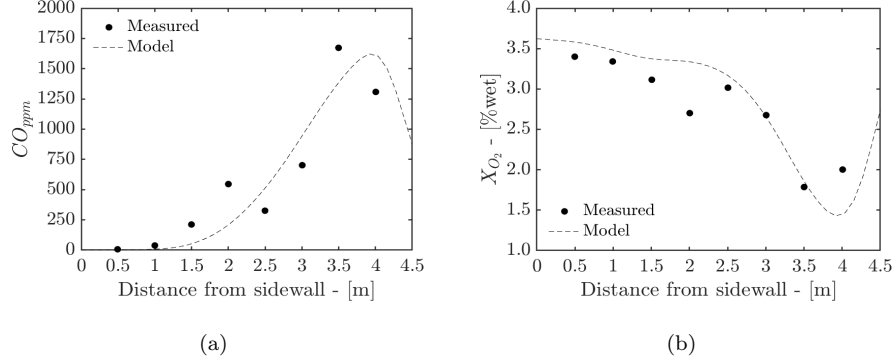 2000
1750
1500
1250
1000
750
500
250
0
CO_ppm
Measured
Model
0 0.5 1 1.5 2 2.5 3 3.5 4 4.5
Distance from sidewall - [m]
(a)
4.0
3.5
3.0
2.5
2.0
1.5
1.0
X_O2 - [%wet]
Measured
Model
0 0.5 1 1.5 2 2.5 3 3.5 4 4.5
Distance from sidewall - [m]
(b)